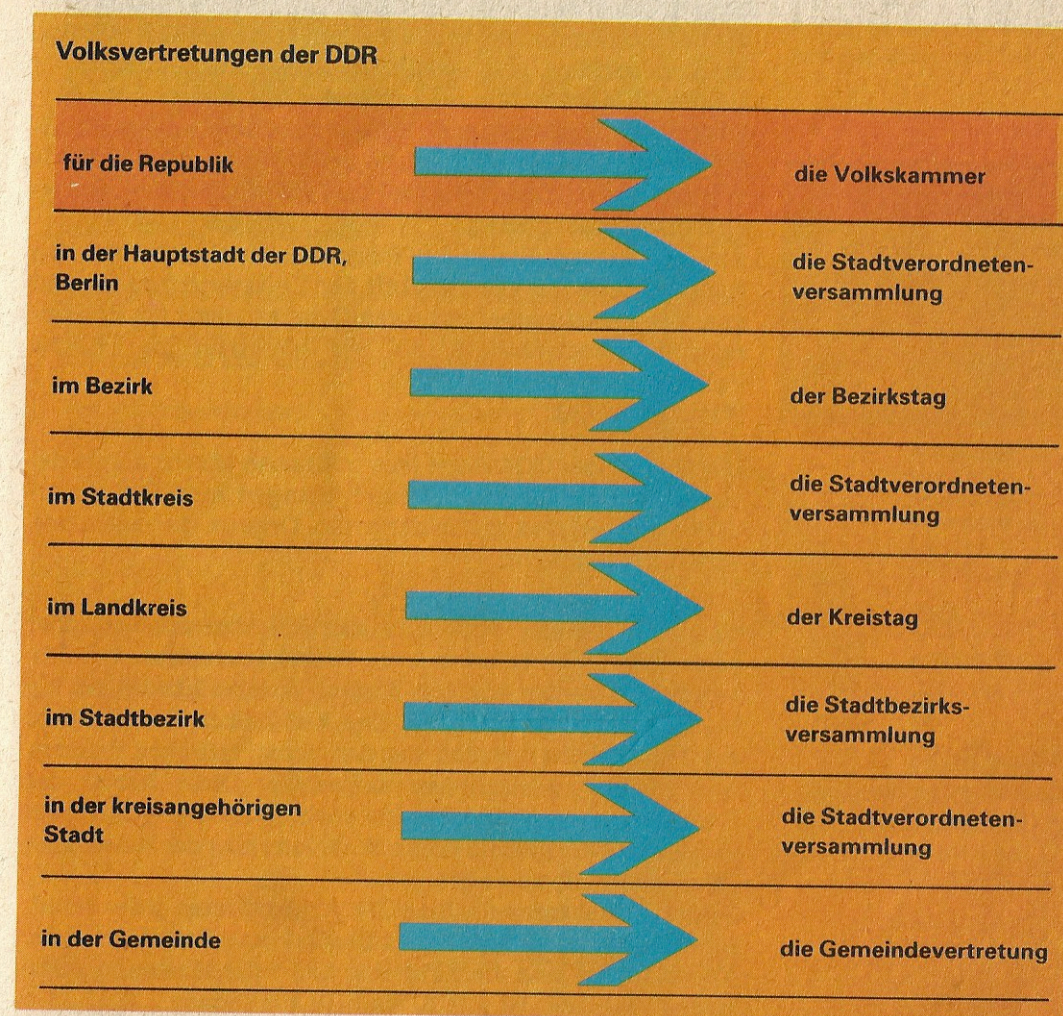 Volksvertretungen der DDR
für die Republik
die Volkskammer
in der Hauptstadt der DDR,
Berlin
die Stadtverordneten-
versammlung
im Bezirk
der Bezirkstag
im Stadtkreis
die Stadtverordneten-
versammlung
im Landkreis
der Kreistag
im Stadtbezirk
die Stadtbezirks-
versammlung
in der kreisangehörigen
Stadt
die Stadtverordneten-
versammlung
in der Gemeinde
die Gemeindevertretung